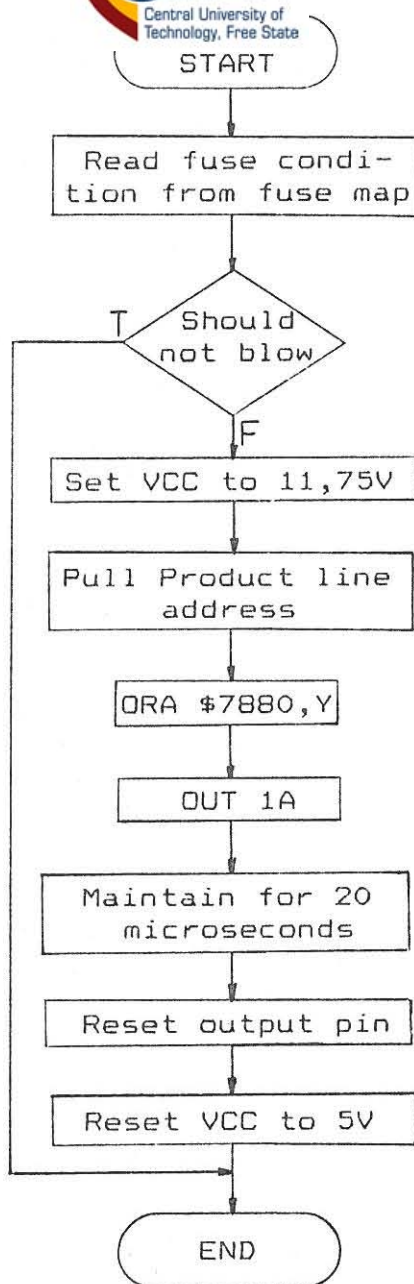 Central University of
Technology, Free State
START
Read fuse condi-
tion from fuse map
T
Should
not blow
F
Set VCC to 11,75V
Pull Product line
address
ORA $7880,Y
OUT 1A
Maintain for 20
microseconds
Reset output pin
Reset VCC to 5V
END